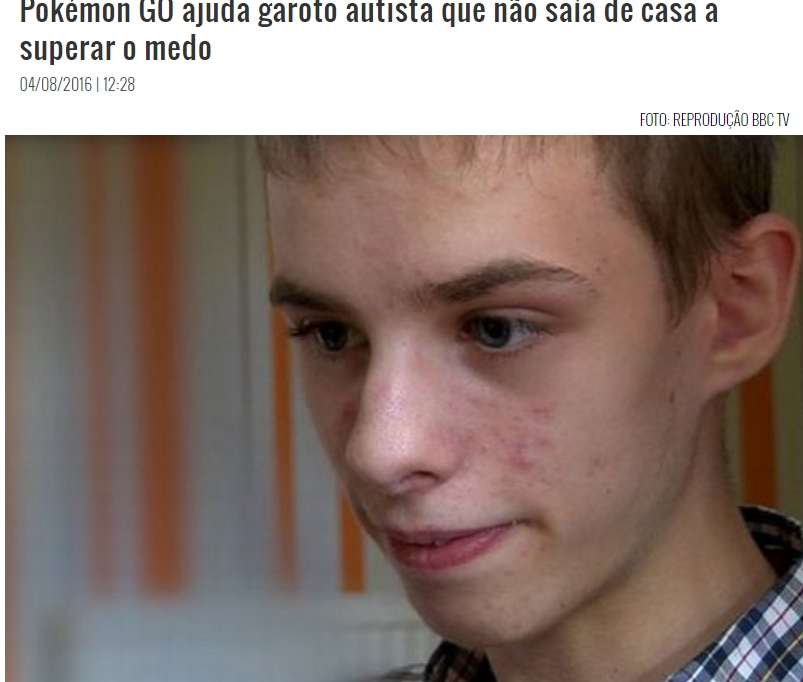 Pokémon GO ajuda garoto autista que não saía de casa a
superar o medo
04/08/2016 | 12:28
FOTO: REPRODUÇÃO BBC TV